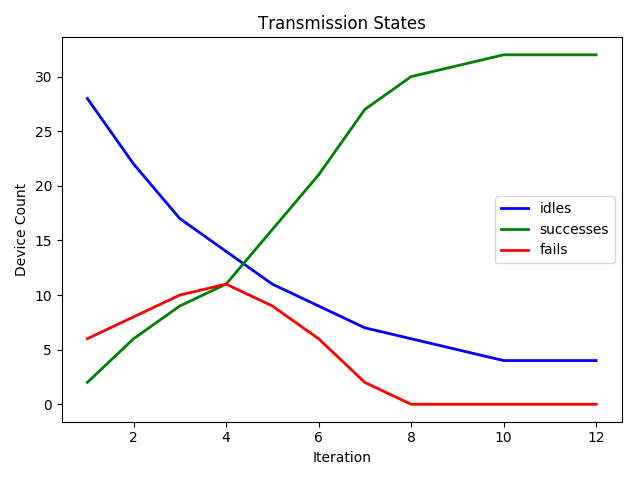 Transmission States
Device Count
30
25
20
15
10
5
0
idles
successes
fails
2 4 6 8 10 12
Iteration